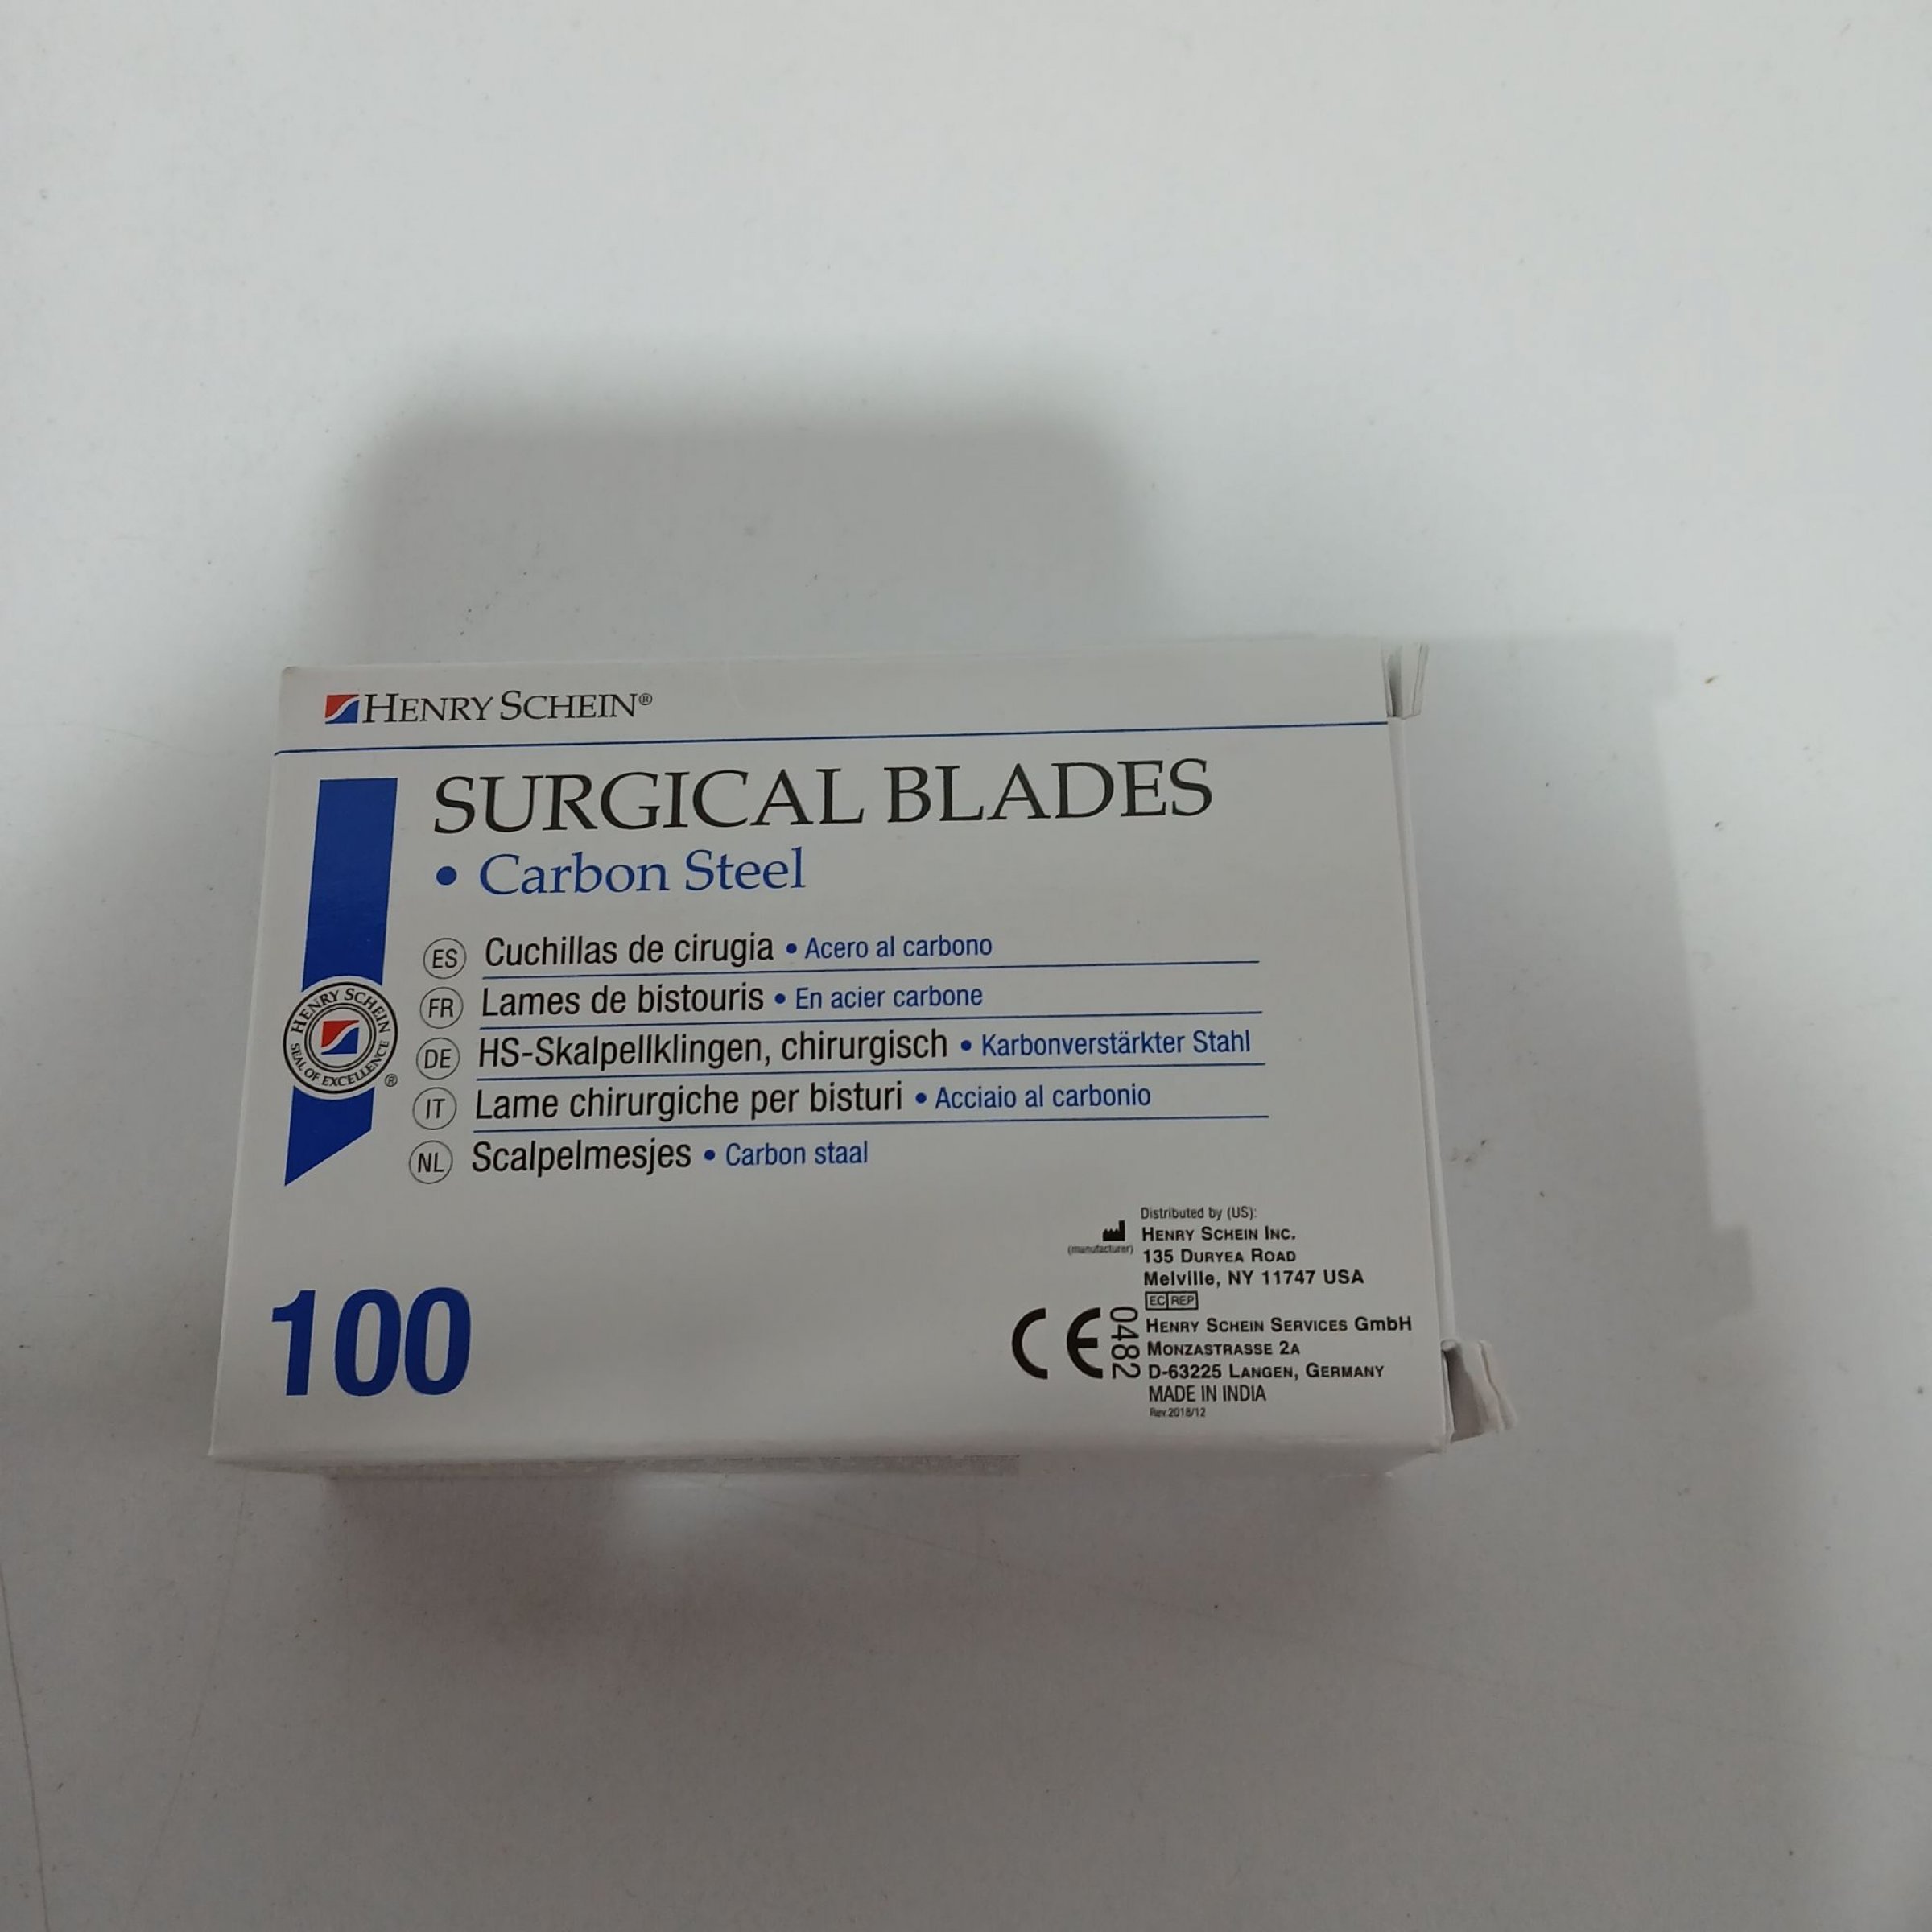 HENRY SCHEIN®
SURGICAL BLADES
• Carbon Steel
ES Cuchillas de cirugia • Acero al carbono
FR Lames de bistouris • En acier carbone
DE HS-Skalpellklingen, chirurgisch • Karbonverstärkter Stahl
IT Lame chirurgiche per bisturi • Acciaio al carbonio
NL Scalpelmesjes • Carbon staal
HENRY SCHEIN
SEAL OF EXCELLENCE ®
100
(manufacturer)
Distributed by (US):
HENRY SCHEIN INC.
135 DURYEA ROAD
Melville, NY 11747 USA
EC REP
HENRY SCHEIN SERVICES GmbH
MONZASTRASSE 2A
D-63225 LANGEN, GERMANY
MADE IN INDIA
Rev.2018/12
CE 0482